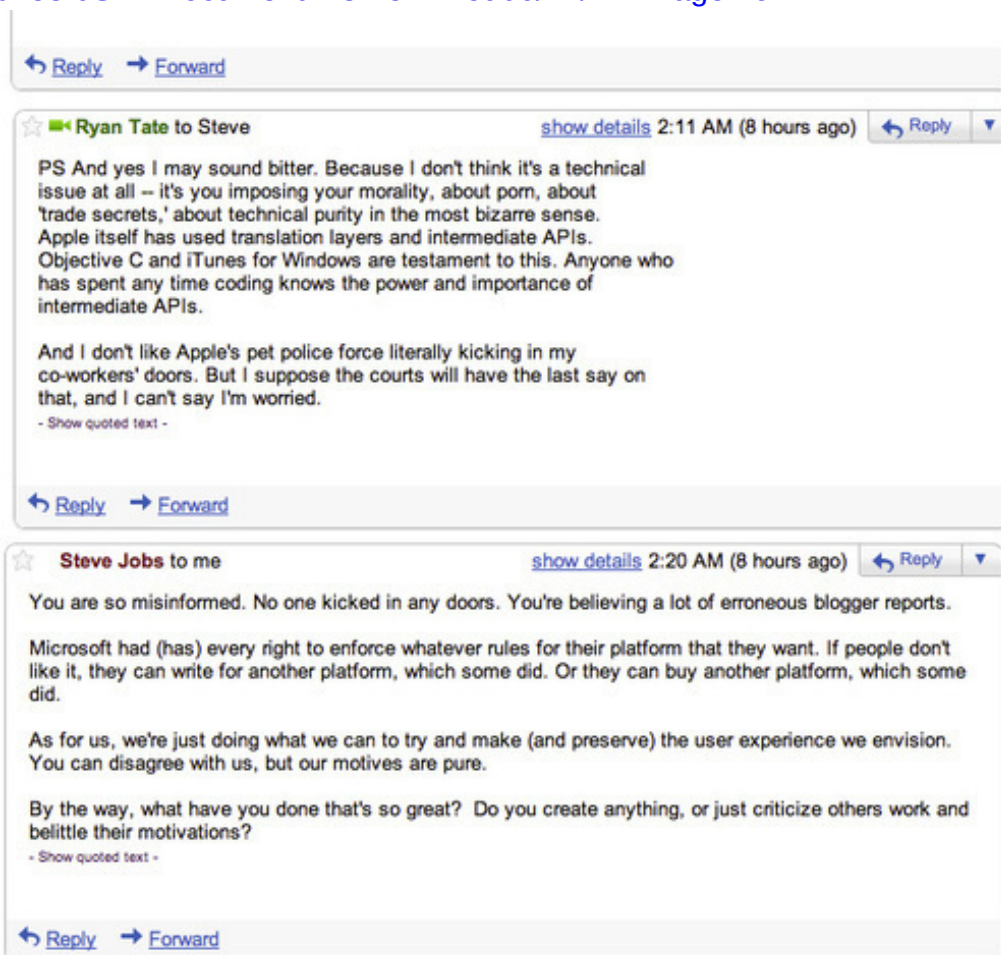 Reply Forward
Ryan Tate to Steve show details 2:11 AM (8 hours ago) Reply
PS And yes I may sound bitter. Because I don't think it's a technical
issue at all -- it's you imposing your morality, about porn, about
'trade secrets,' about technical purity in the most bizarre sense.
Apple itself has used translation layers and intermediate APIs.
Objective C and iTunes for Windows are testament to this. Anyone who
has spent any time coding knows the power and importance of
intermediate APIs.
And I don't like Apple's pet police force literally kicking in my
co-workers' doors. But I suppose the courts will have the last say on
that, and I can't say I'm worried.
- Show quoted text -
Reply Forward
Steve Jobs to me show details 2:20 AM (8 hours ago) Reply
You are so misinformed. No one kicked in any doors. You're believing a lot of erroneous blogger reports.
Microsoft had (has) every right to enforce whatever rules for their platform that they want. If people don't
like it, they can write for another platform, which some did. Or they can buy another platform, which some
did.
As for us, we're just doing what we can to try and make (and preserve) the user experience we envision.
You can disagree with us, but our motives are pure.
By the way, what have you done that's so great? Do you create anything, or just criticize others work and
belittle their motivations?
- Show quoted text -
Reply Forward